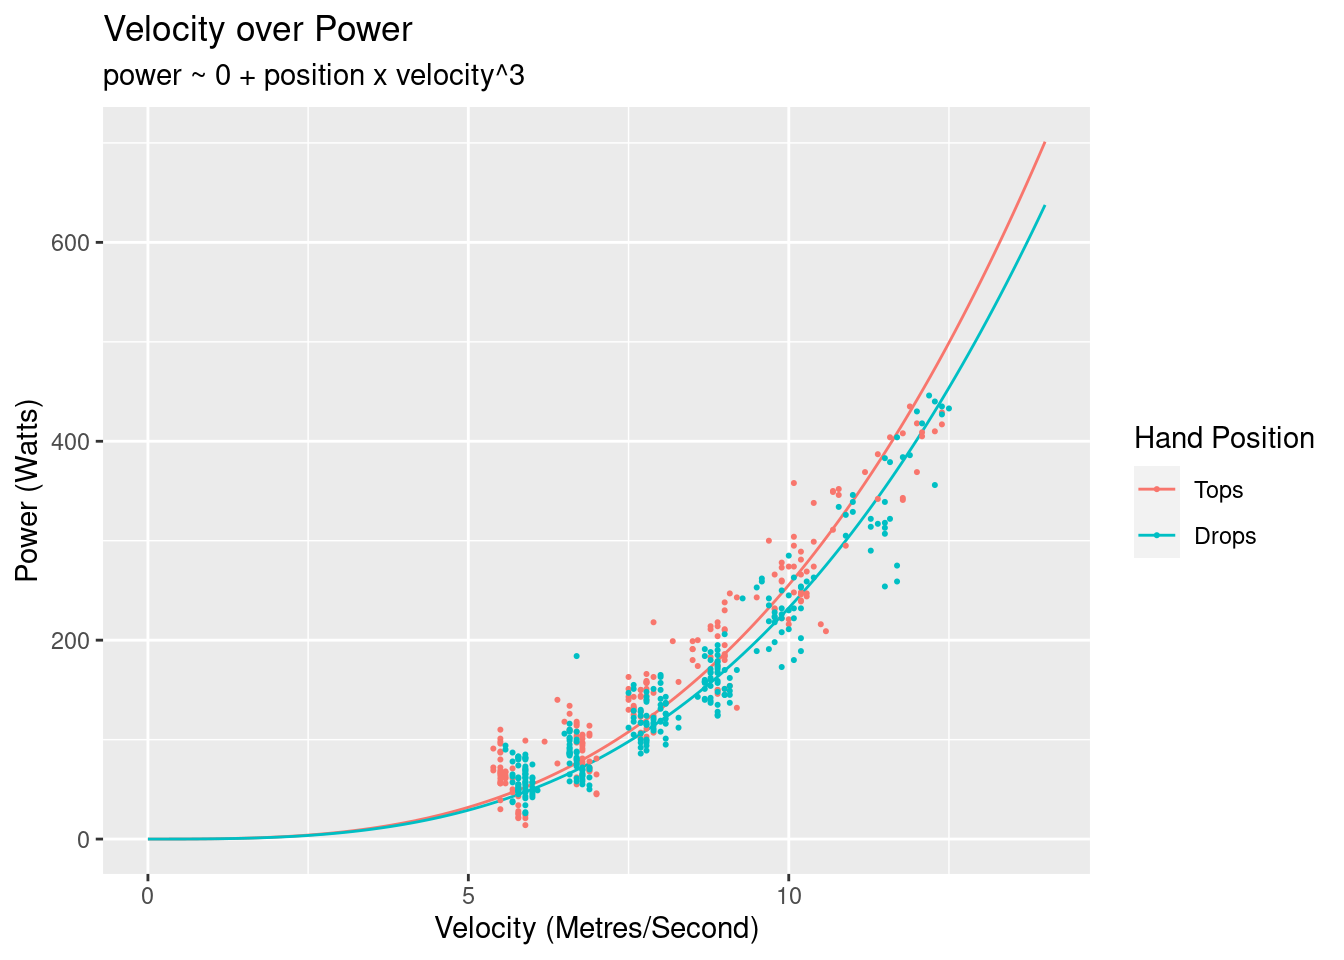 Velocity over Power
power ~ 0 + position x velocity^3
600
400
200
0
Power (Watts)
0 5 10
Velocity (Metres/Second)
Hand Position
Tops
Drops